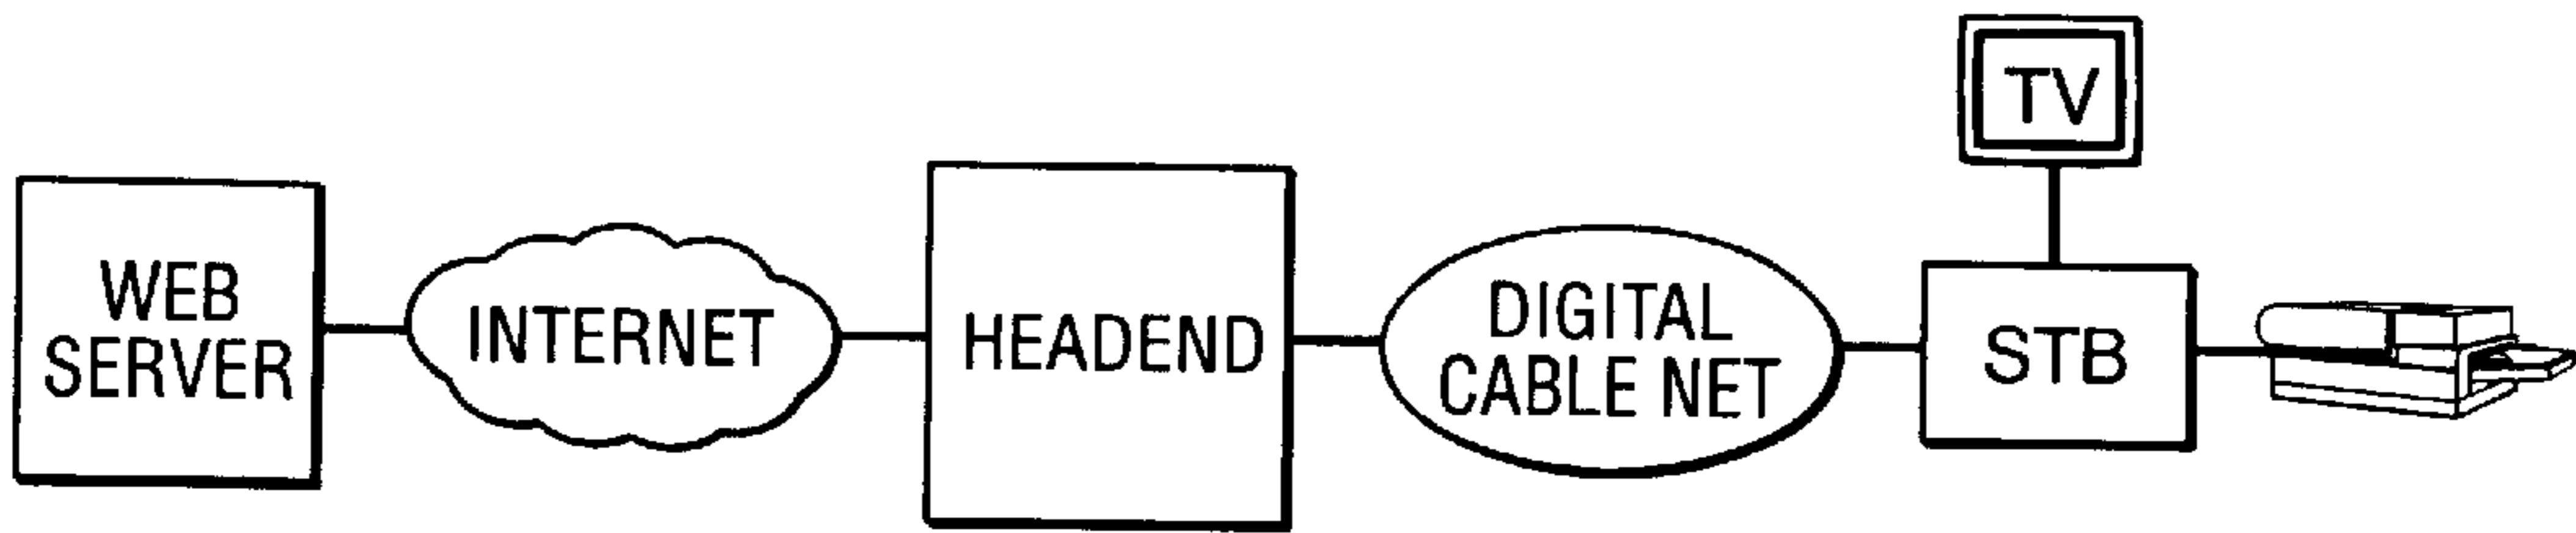 WEB
SERVER
INTERNET
HEADEND
DIGITAL
CABLE NET
TV
STB